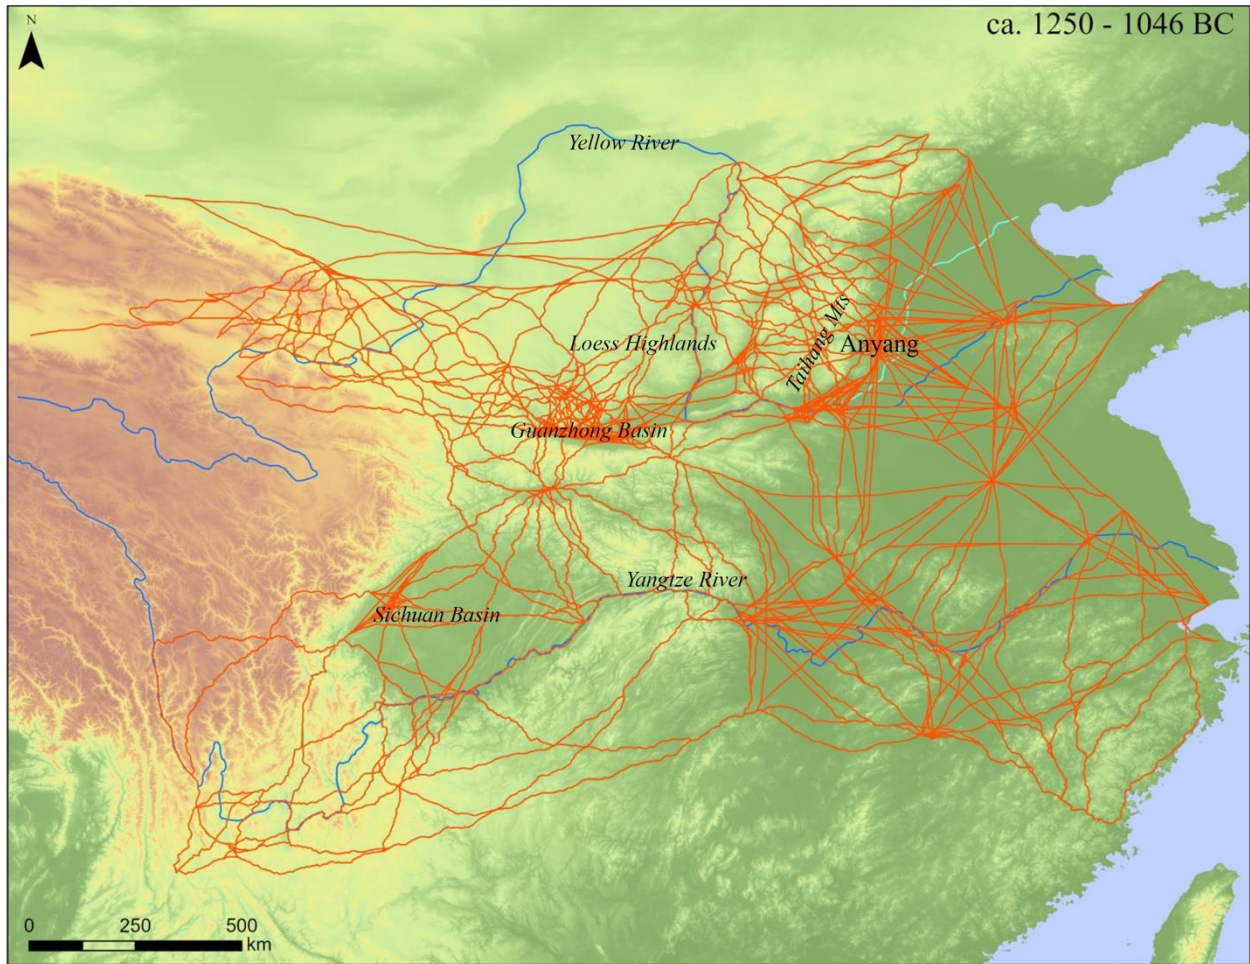 N
ca. 1250 - 1046 BC
Yellow River
Taihang Mts
Loess Highlands
Anyang
Guanzhong Basin
Yangtze River
Sichuan Basin
0 250 500
km